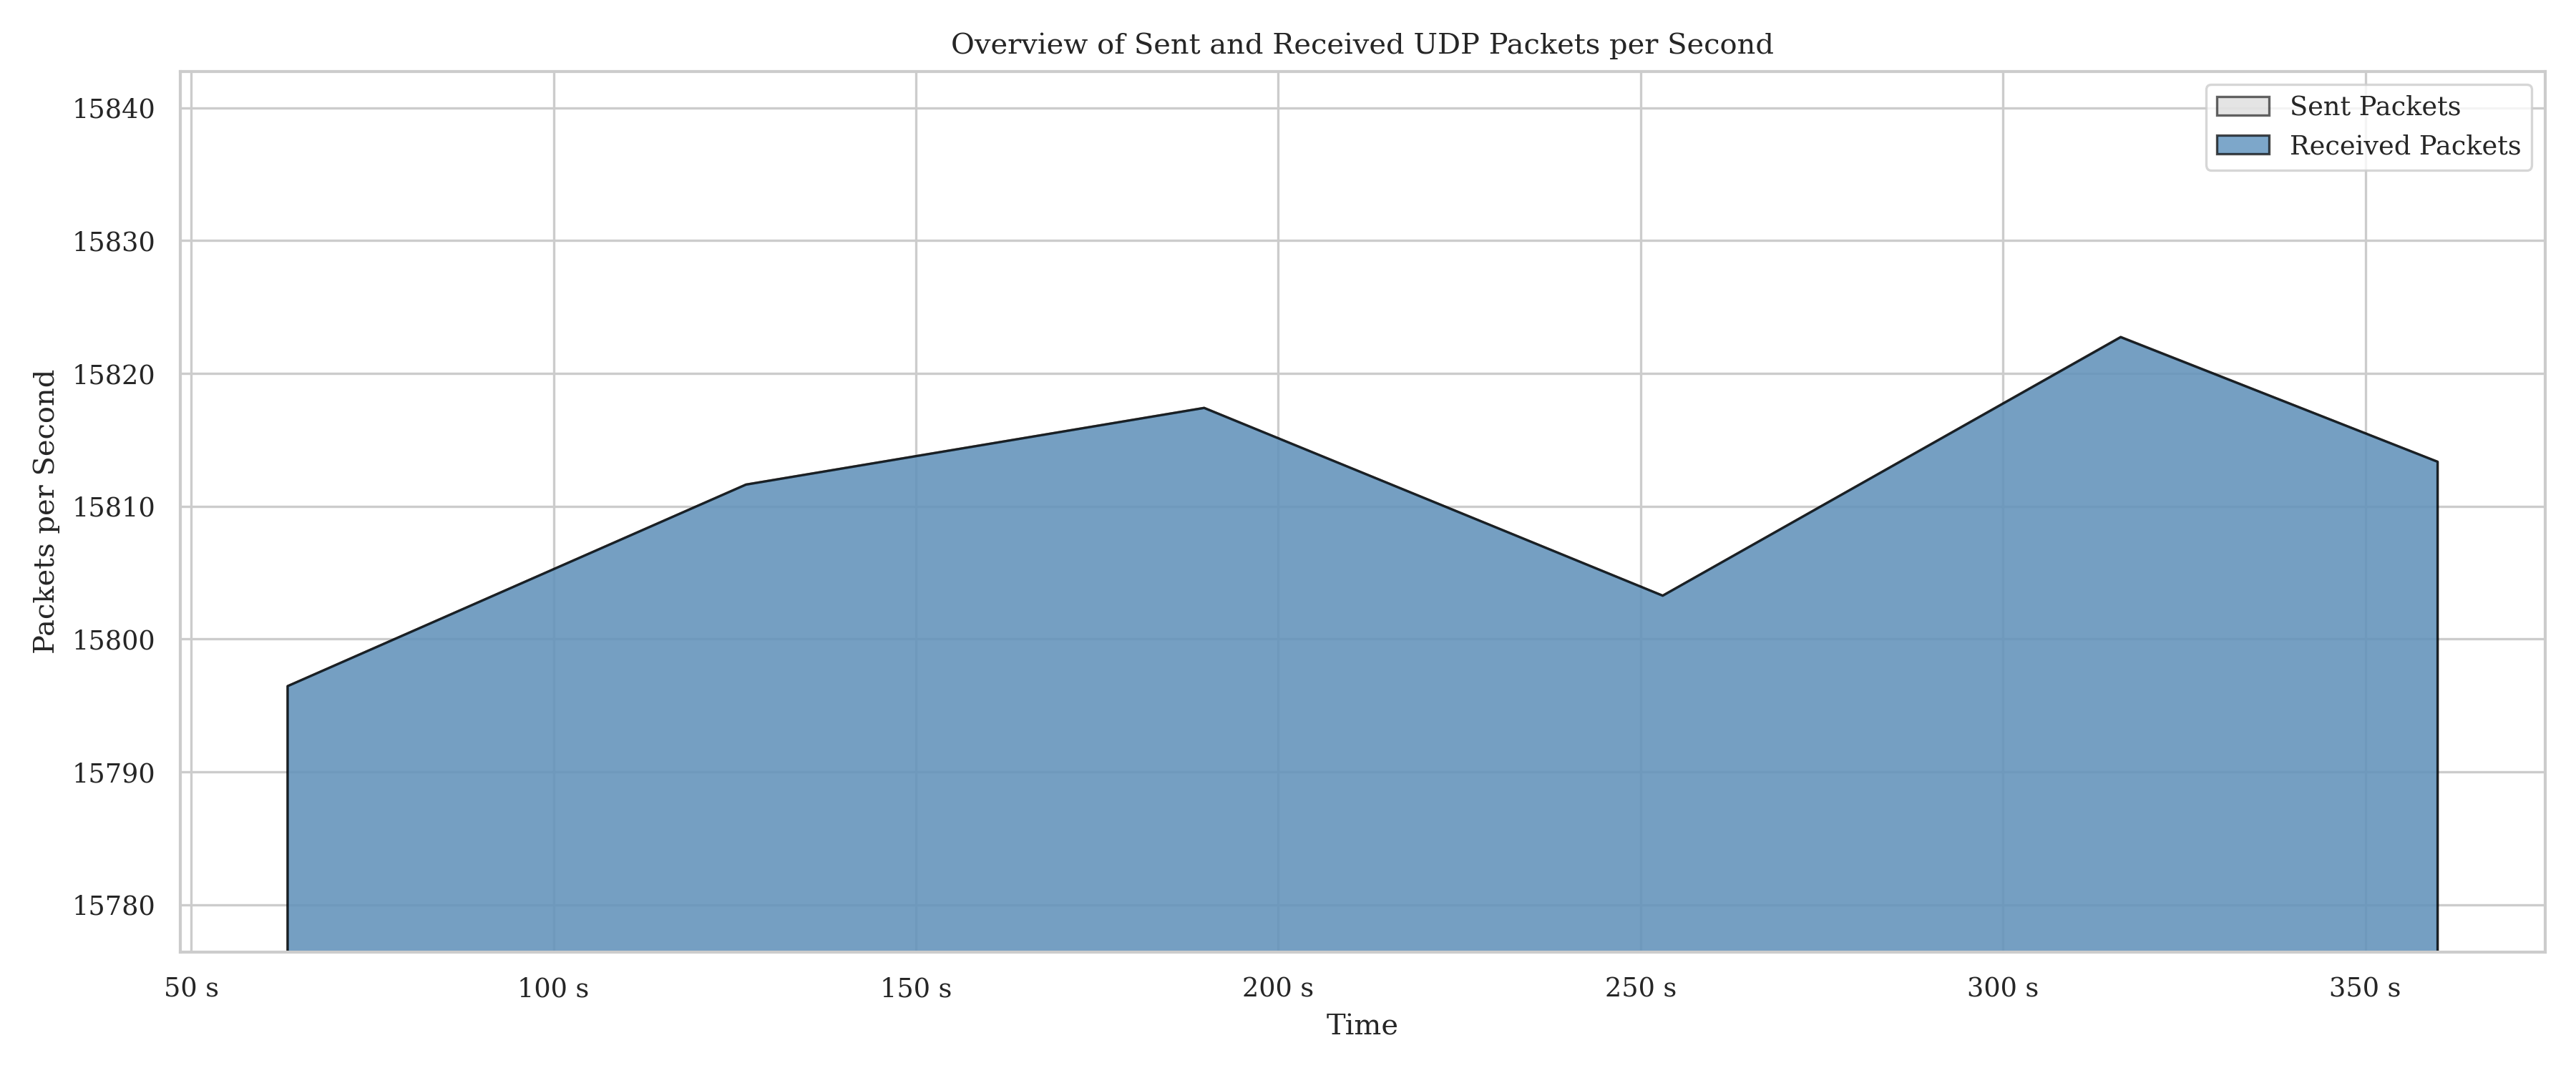 Overview of Sent and Received UDP Packets per Second
Sent Packets
Received Packets
Packets per Second
15840
15830
15820
15810
15800
15790
15780
50 s
100 s
150 s
200 s
250 s
300 s
350 s
Time